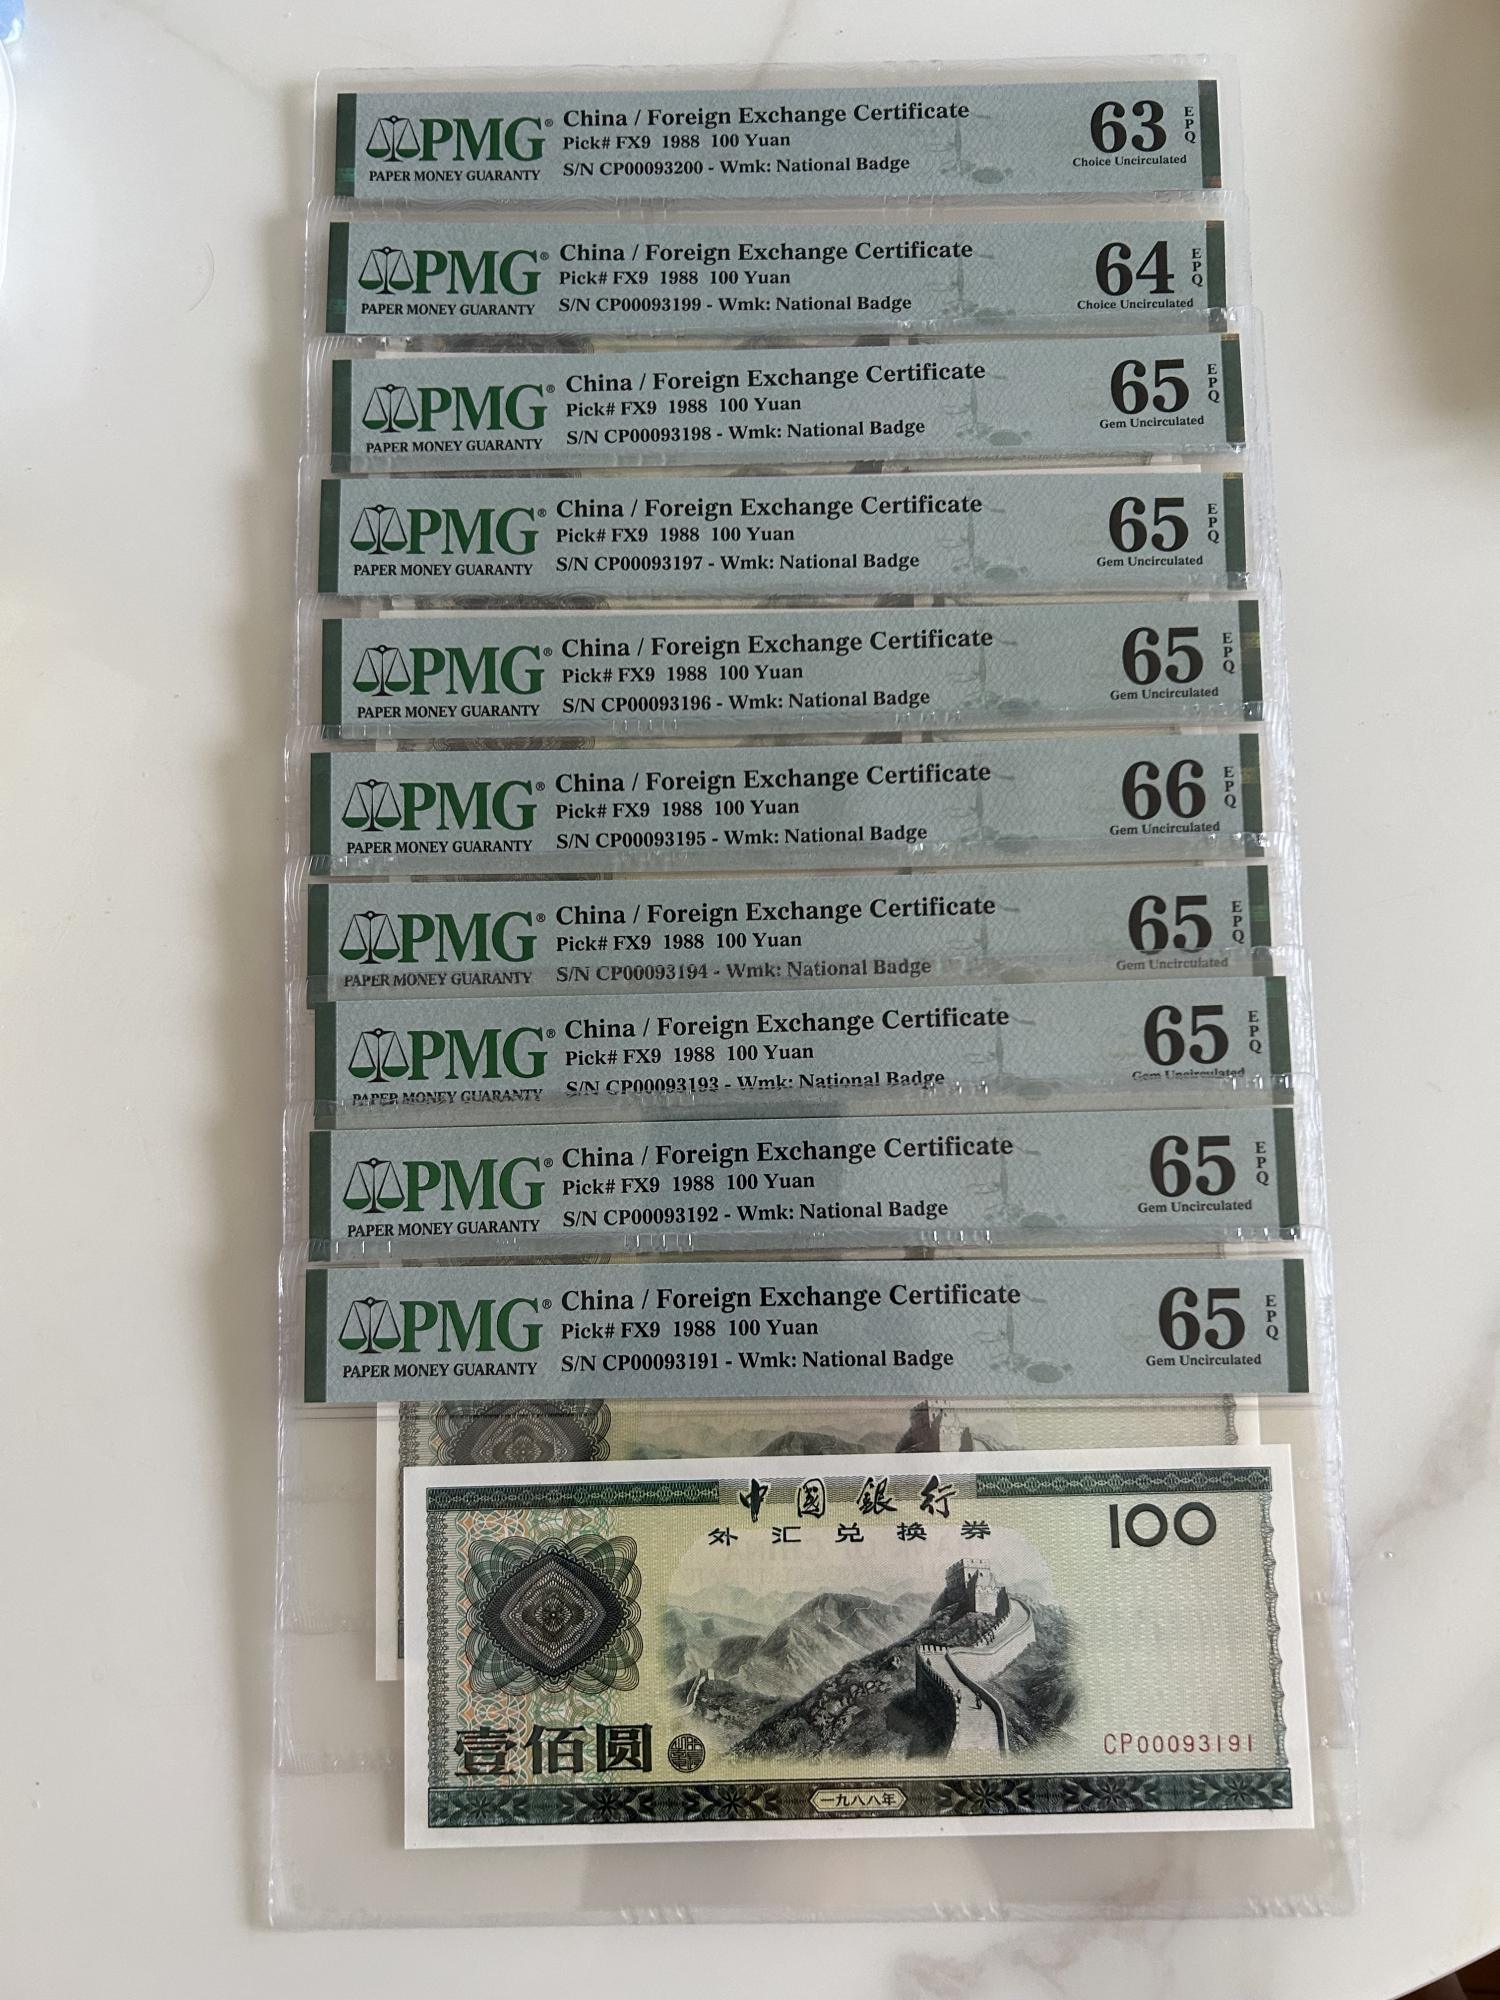 PMG®
PAPER MONEY GUARANTY
China / Foreign Exchange Certificate
Pick# FX9 1988 100 Yuan
S/N CP00093200 - Wmk: National Badge
63 EPQ
Choice Uncirculated
PMG®
PAPER MONEY GUARANTY
China / Foreign Exchange Certificate
Pick# FX9 1988 100 Yuan
S/N CP00093199 - Wmk: National Badge
64 EPQ
Choice Uncirculated
PMG®
PAPER MONEY GUARANTY
China / Foreign Exchange Certificate
Pick# FX9 1988 100 Yuan
S/N CP00093198 - Wmk: National Badge
65 EPQ
Gem Uncirculated
PMG®
PAPER MONEY GUARANTY
China / Foreign Exchange Certificate
Pick# FX9 1988 100 Yuan
S/N CP00093197 - Wmk: National Badge
65 EPQ
Gem Uncirculated
PMG®
PAPER MONEY GUARANTY
China / Foreign Exchange Certificate
Pick# FX9 1988 100 Yuan
S/N CP00093196 - Wmk: National Badge
65 EPQ
Gem Uncirculated
PMG®
PAPER MONEY GUARANTY
China / Foreign Exchange Certificate
Pick# FX9 1988 100 Yuan
S/N CP00093195 - Wmk: National Badge
66 EPQ
Gem Uncirculated
PMG®
PAPER MONEY GUARANTY
China / Foreign Exchange Certificate
Pick# FX9 1988 100 Yuan
S/N CP00093194 - Wmk: National Badge
65 EPQ
Gem Uncirculated
PMG®
PAPER MONEY GUARANTY
China / Foreign Exchange Certificate
Pick# FX9 1988 100 Yuan
S/N CP00093193 - Wmk: National Badge
65 EPQ
Gem Uncirculated
PMG®
PAPER MONEY GUARANTY
China / Foreign Exchange Certificate
Pick# FX9 1988 100 Yuan
S/N CP00093192 - Wmk: National Badge
65 EPQ
Gem Uncirculated
PMG®
PAPER MONEY GUARANTY
China / Foreign Exchange Certificate
Pick# FX9 1988 100 Yuan
S/N CP00093191 - Wmk: National Badge
65 EPQ
Gem Uncirculated
中國銀行
外汇兑换券
100
壹佰圆
CP00093191
一九八八年